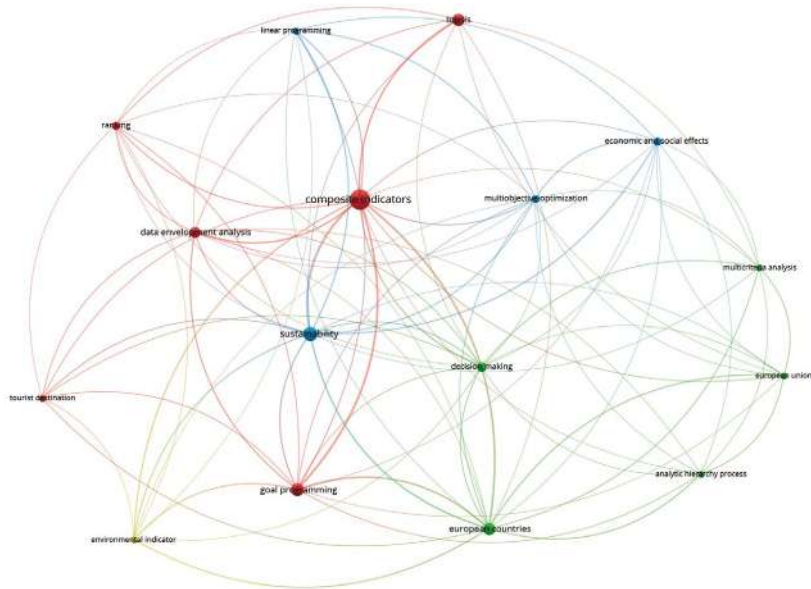 topsis
linear programming
ranking
economic and social effects
composite indicators
multiobjective optimization
data envelopment analysis
multicriteria analysis
sustainability
decision making
european union
tourist destination
analytic hierarchy process
goal programming
european countries
environmental indicator